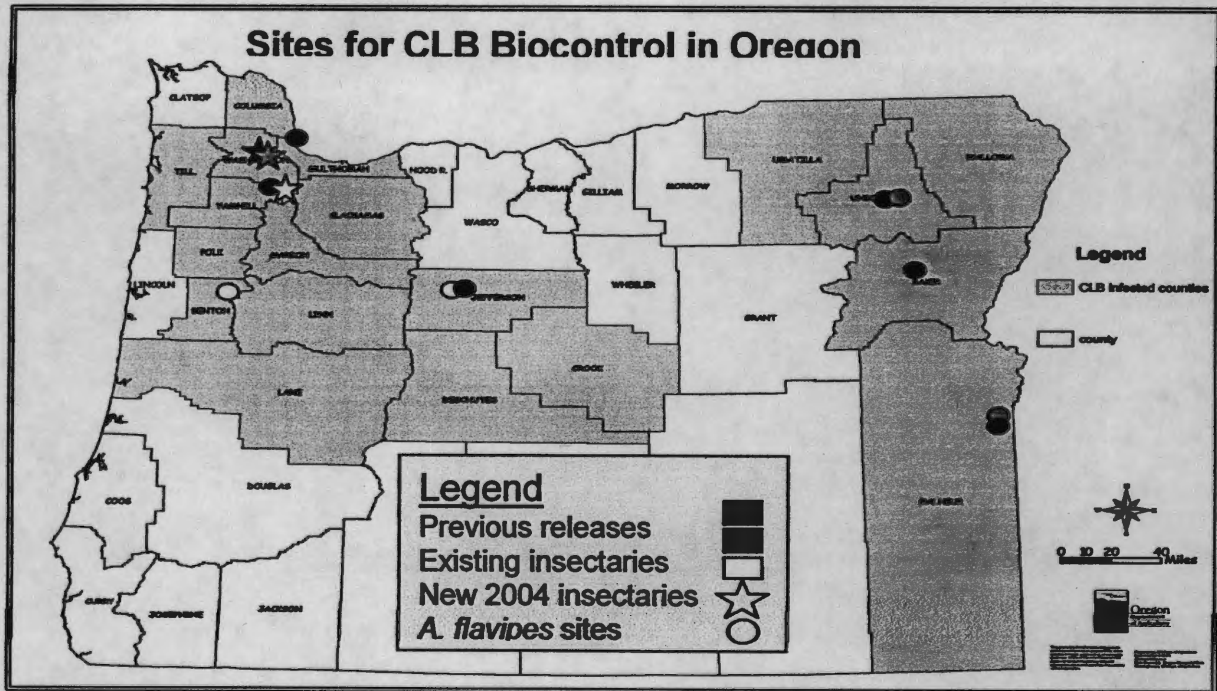 Sites for CLB Biocontrol in Oregon
CLATSOP
COLUMBIA
TILL
MULTNOMAH
HOOD R.
SHERMAN
GILLIAM
MORROW
UMATILLA
WALLOWA
YAMHILL
CLACKAMAS
WASCO
POLK
MARION
LINCOLN
BENTON
LINN
JEFFERSON
WHEELER
GRANT
BAKER
LANE
DESCHUTES
CROOK
COOS
DOUGLAS
MALHEUR
CURRY
JOSEPHINE
JACKSON
Legend
CLB Infested counties
county
Legend
Previous releases
Existing insectaries
New 2004 insectaries
A. flavipes sites
0 10 20 40
Miles
Oregon